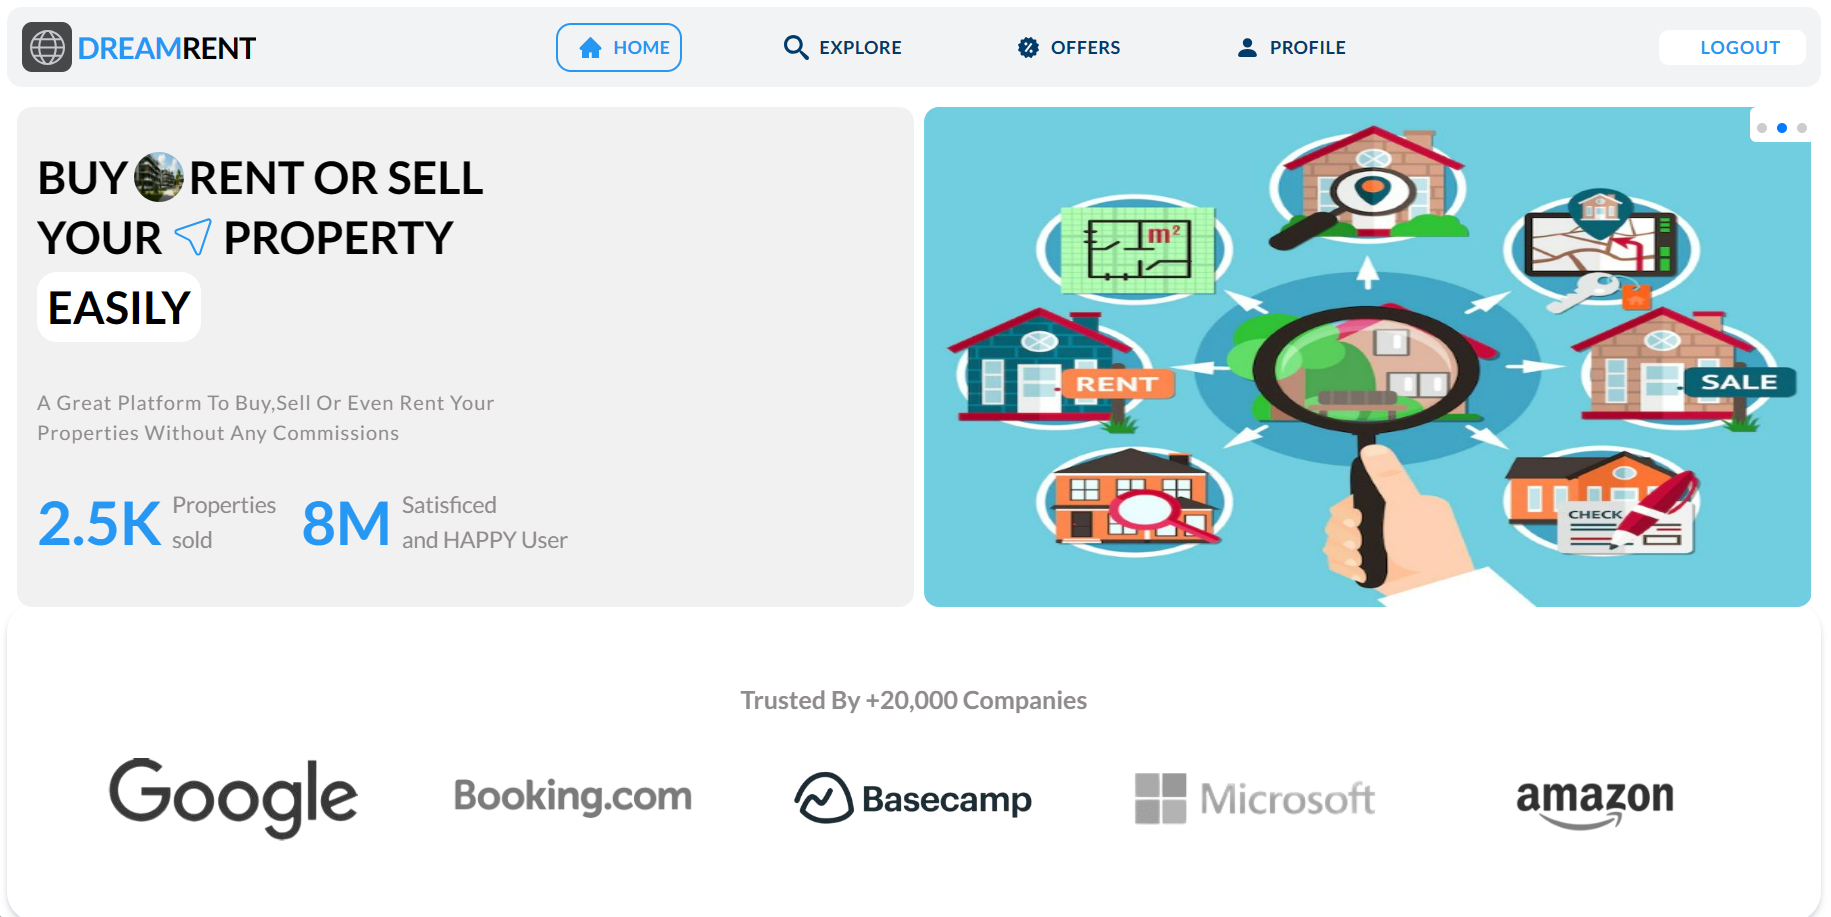 DREAMRENT
HOME
EXPLORE
OFFERS
PROFILE
LOGOUT
BUY RENT OR SELL
YOUR PROPERTY
EASILY
A Great Platform To Buy,Sell Or Even Rent Your
Properties Without Any Commissions
2.5K
Properties
sold
8M
Satisficed
and HAPPY User
m²
RENT
SALE
CHECK
Trusted By +20,000 Companies
Google
Booking.com
Basecamp
Microsoft
amazon